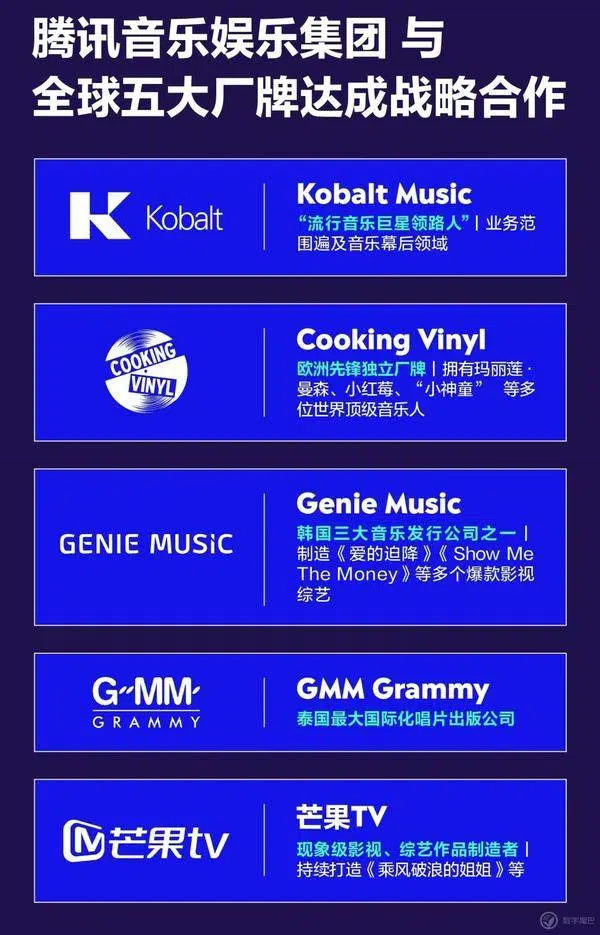 腾讯音乐娱乐集团 与
全球五大厂牌达成战略合作
Kobalt
Kobalt Music
“流行音乐巨星领路人”｜业务范
围遍及音乐幕后领域
COOKING
VINYL
Cooking Vinyl
欧洲先锋独立厂牌｜拥有玛丽莲·
曼森、小红莓、“小神童” 等多
位世界顶级音乐人
GENIE MUSiC
Genie Music
韩国三大音乐发行公司之一｜
制造《爱的迫降》《Show Me
The Money》等多个爆款影视
综艺
G-MM-
GRAMMY
GMM Grammy
泰国最大国际化唱片出版公司
芒果tv
芒果TV
现象级影视、综艺作品制造者｜
持续打造《乘风破浪的姐姐》等
数字尾巴